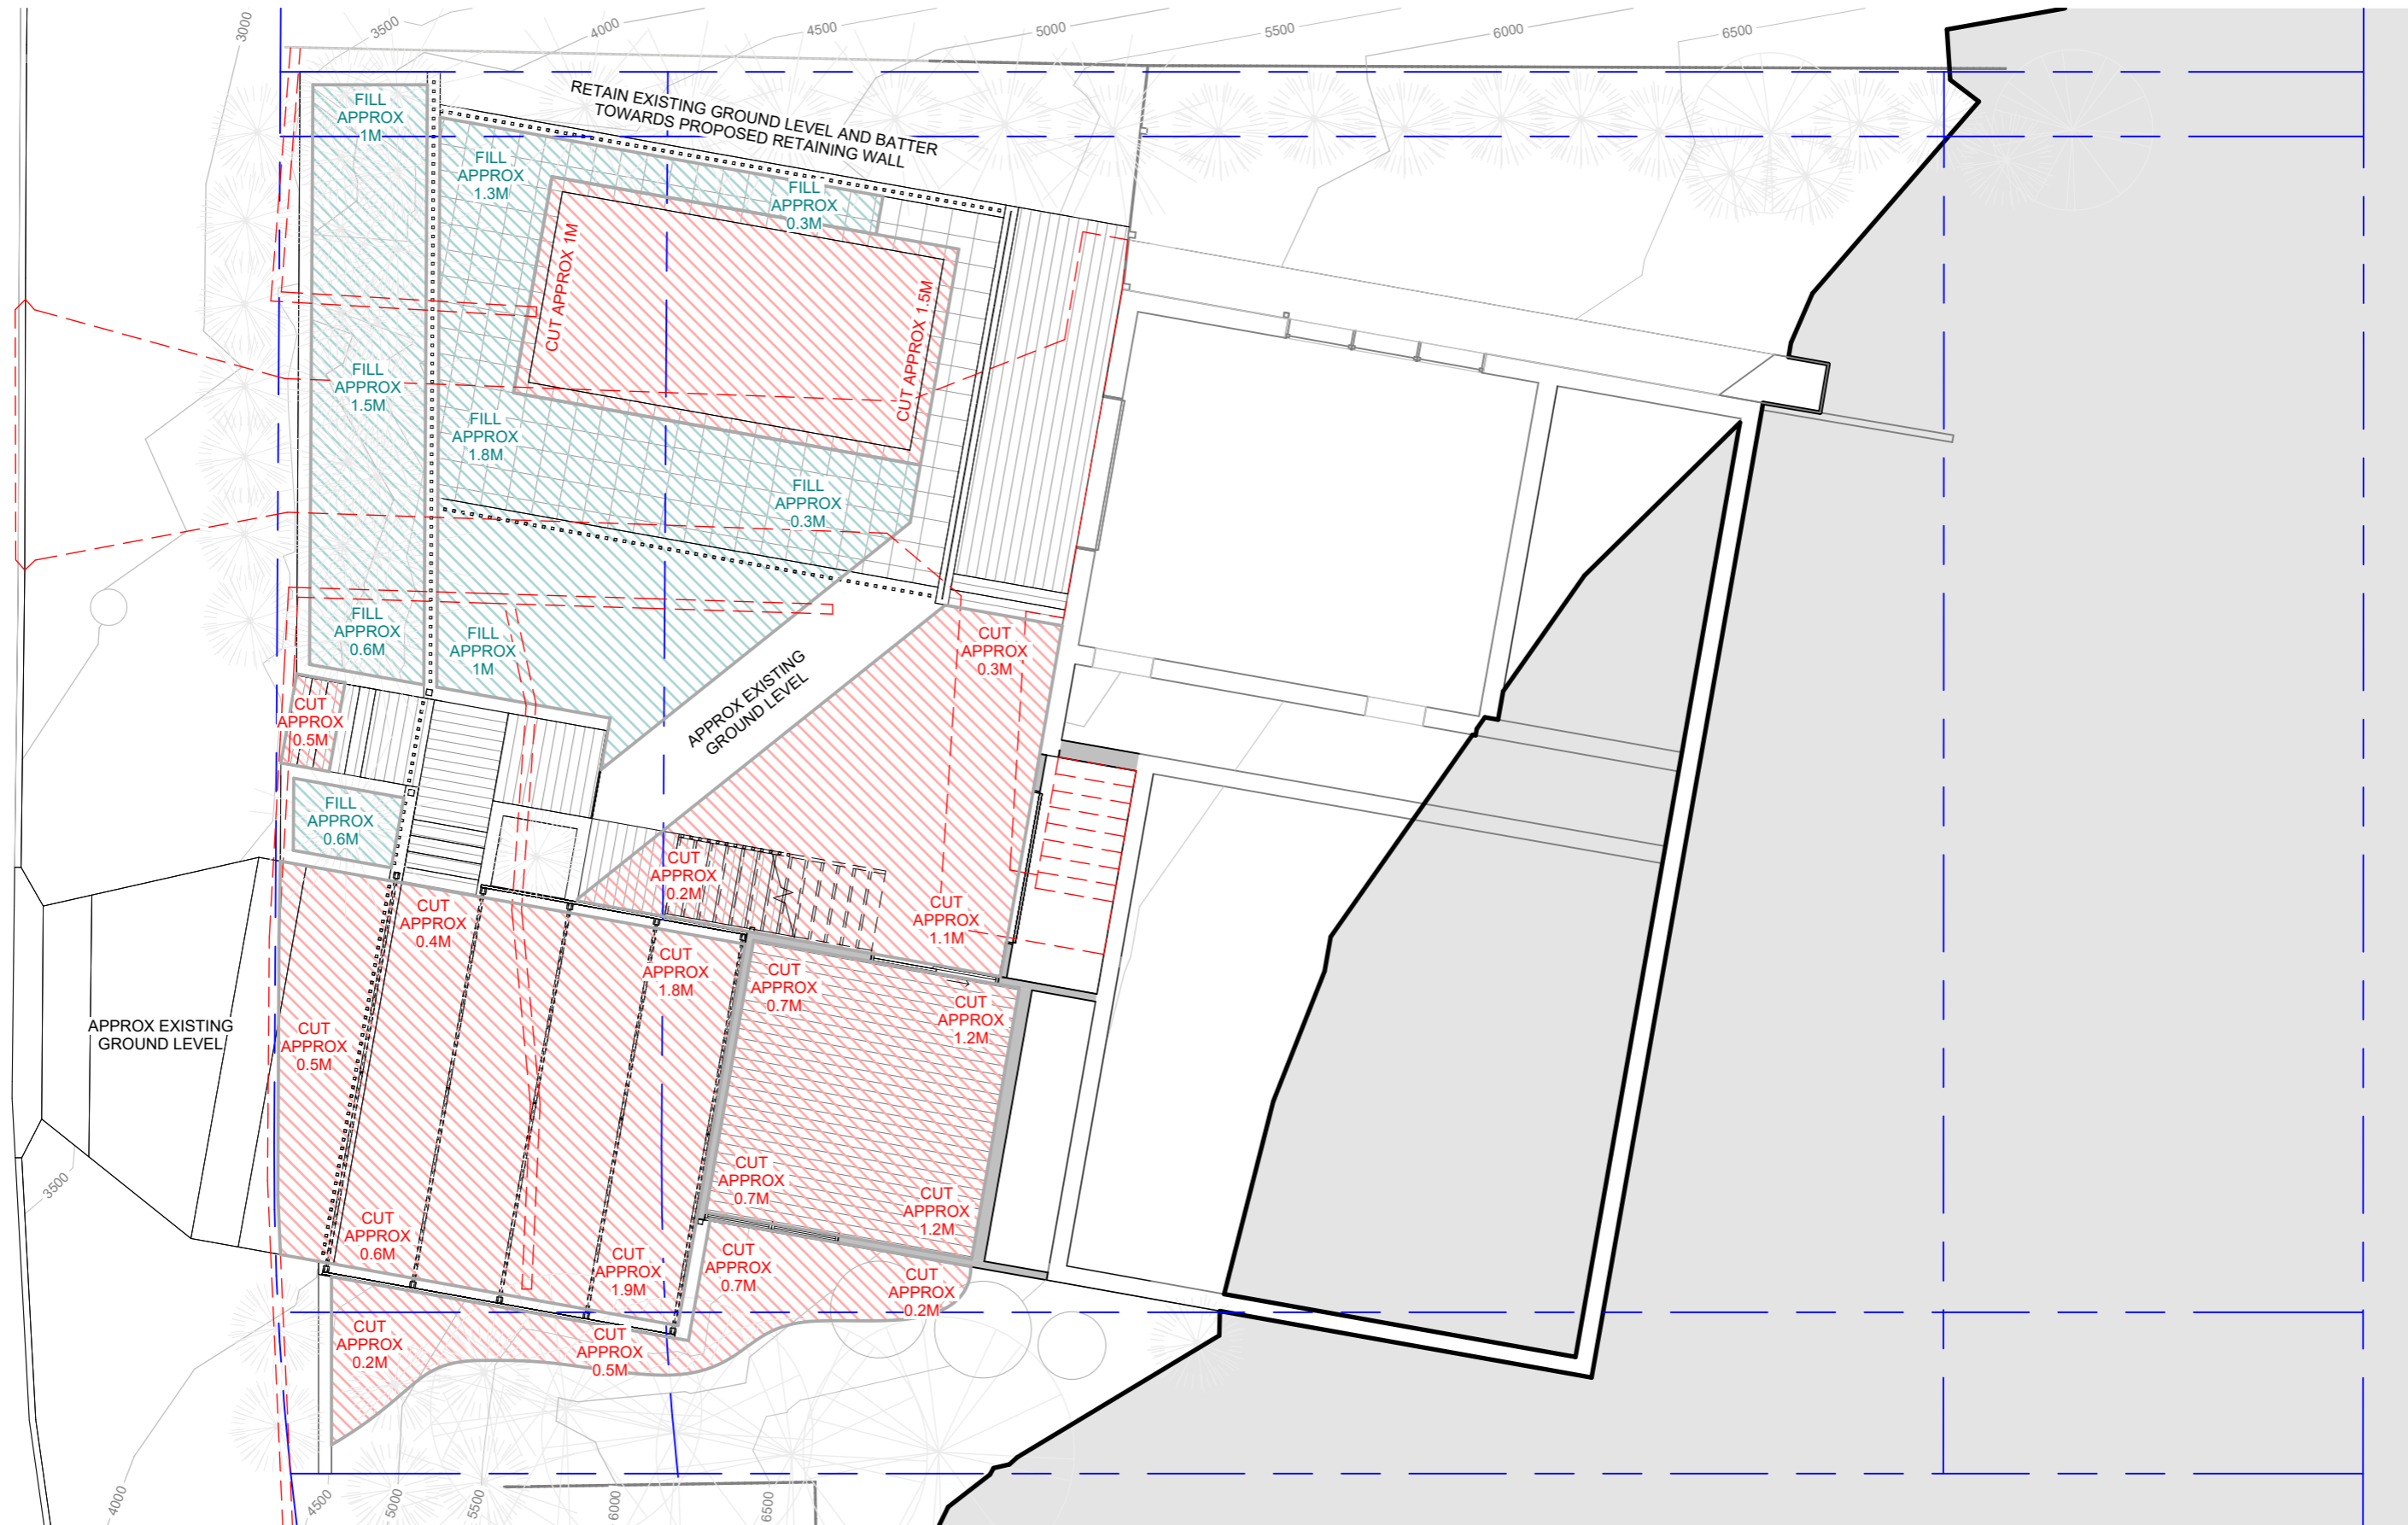 3000
3500
4000
4500
5000
5500
6000
6500
RETAIN EXISTING GROUND LEVEL AND BATTER
TOWARDS PROPOSED RETAINING WALL
FILL
APPROX
1M
FILL
APPROX
1.3M
FILL
APPROX
0.3M
CUT APPROX 1M
CUT APPROX 1.5M
FILL
APPROX
1.5M
FILL
APPROX
1.8M
FILL
APPROX
0.3M
FILL
APPROX
0.6M
FILL
APPROX
1M
CUT
APPROX
0.3M
APPROX EXISTING
GROUND LEVEL
CUT
APPROX
0.5M
FILL
APPROX
0.6M
CUT
APPROX
0.2M
CUT
APPROX
0.4M
CUT
APPROX
1.1M
CUT
APPROX
1.8M
CUT
APPROX
0.7M
CUT
APPROX
1.2M
APPROX EXISTING
GROUND LEVEL
CUT
APPROX
0.5M
CUT
APPROX
0.7M
CUT
APPROX
1.2M
3500
CUT
APPROX
0.6M
CUT
APPROX
1.9M
CUT
APPROX
0.7M
CUT
APPROX
0.2M
CUT
APPROX
0.2M
CUT
APPROX
0.5M
4000
4500
5000
5500
6000
6500